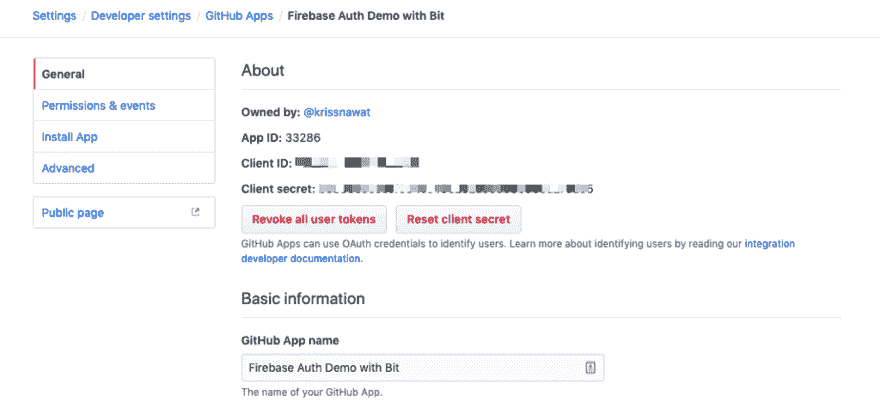 Settings / Developer settings / GitHub Apps / Firebase Auth Demo with Bit
General
Permissions & events
Install App
Advanced
Public page
About
Owned by: @krissnawat
App ID: 33286
Client ID:
Client secret:
Revoke all user tokens
Reset client secret
GitHub Apps can use OAuth credentials to identify users. Learn more about identifying users by reading our integration
developer documentation.
Basic information
GitHub App name
Firebase Auth Demo with Bit
The name of your GitHub App.